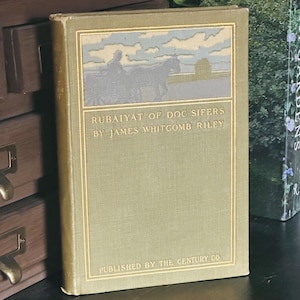 RUBAIYAT OF DOC SIFERS
BY JAMES WHITCOMB RILEY
PUBLISHED BY THE CENTURY CO.